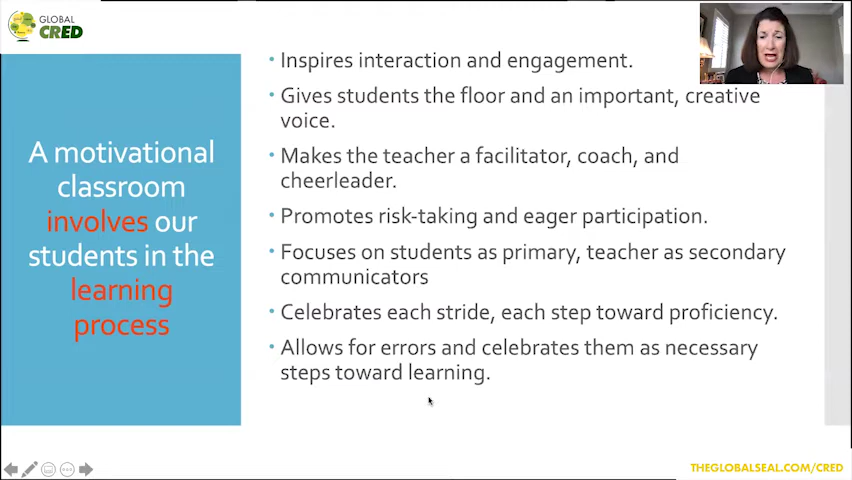 GLOBAL
CRED
A motivational
classroom
involves our
students in the
learning
process
• Inspires interaction and engagement.
• Gives students the floor and an important, creative
voice.
• Makes the teacher a facilitator, coach, and
cheerleader.
• Promotes risk-taking and eager participation.
• Focuses on students as primary, teacher as secondary
communicators
• Celebrates each stride, each step toward proficiency.
• Allows for errors and celebrates them as necessary
steps toward learning.
THEGLOBALSEAL.COM/CRED